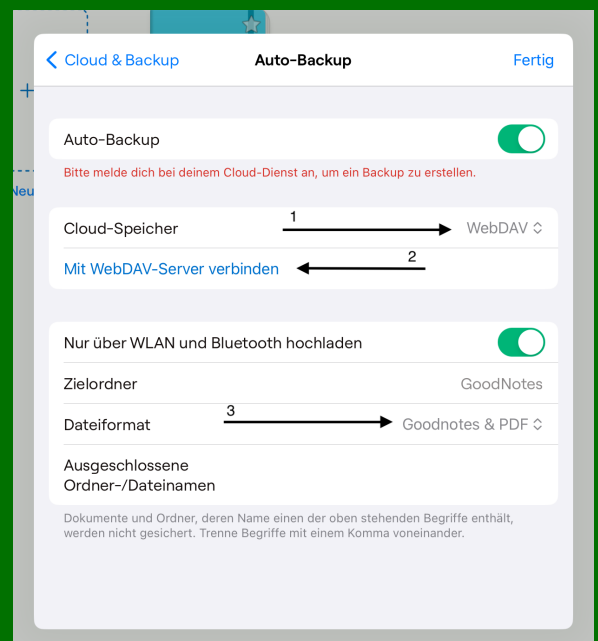 Cloud & Backup Auto-Backup Fertig
Neu
Auto-Backup
Bitte melde dich bei deinem Cloud-Dienst an, um ein Backup zu erstellen.
Cloud-Speicher 1 WebDAV
Mit WebDAV-Server verbinden 2
Nur über WLAN und Bluetooth hochladen
Zielordner GoodNotes
Dateiformat 3 Goodnotes & PDF
Ausgeschlossene
Ordner-/Dateinamen
Dokumente und Ordner, deren Name einen der oben stehenden Begriffe enthält,
werden nicht gesichert. Trenne Begriffe mit einem Komma voneinander.